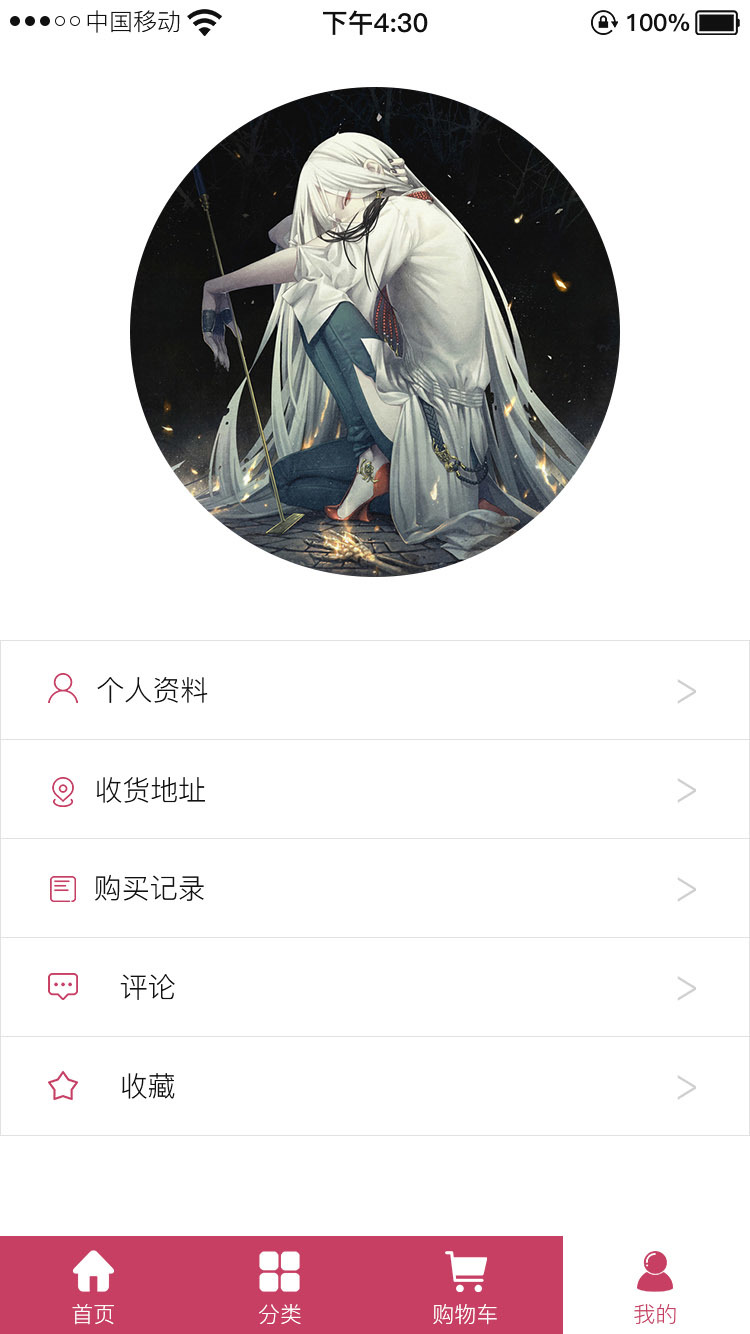 中国移动 下午4:30 100%
个人资料
收货地址
购买记录
评论
收藏
首页 分类 购物车 我的